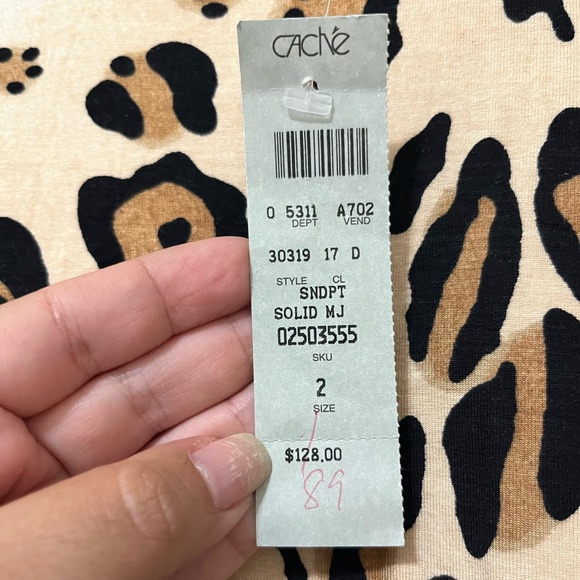 Caché
0 5311 A702
DEPT VEND
30319 17 D
STYLE CL
SNDPT
SOLID MJ
02503555
SKU
2
SIZE
$128.00
89